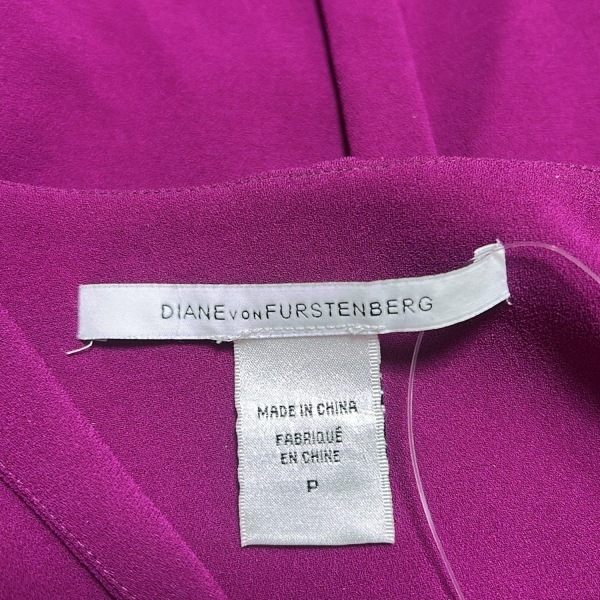 DIANE VON FURSTENBERG
MADE IN CHINA
FABRIQUÉ
EN CHINE
P